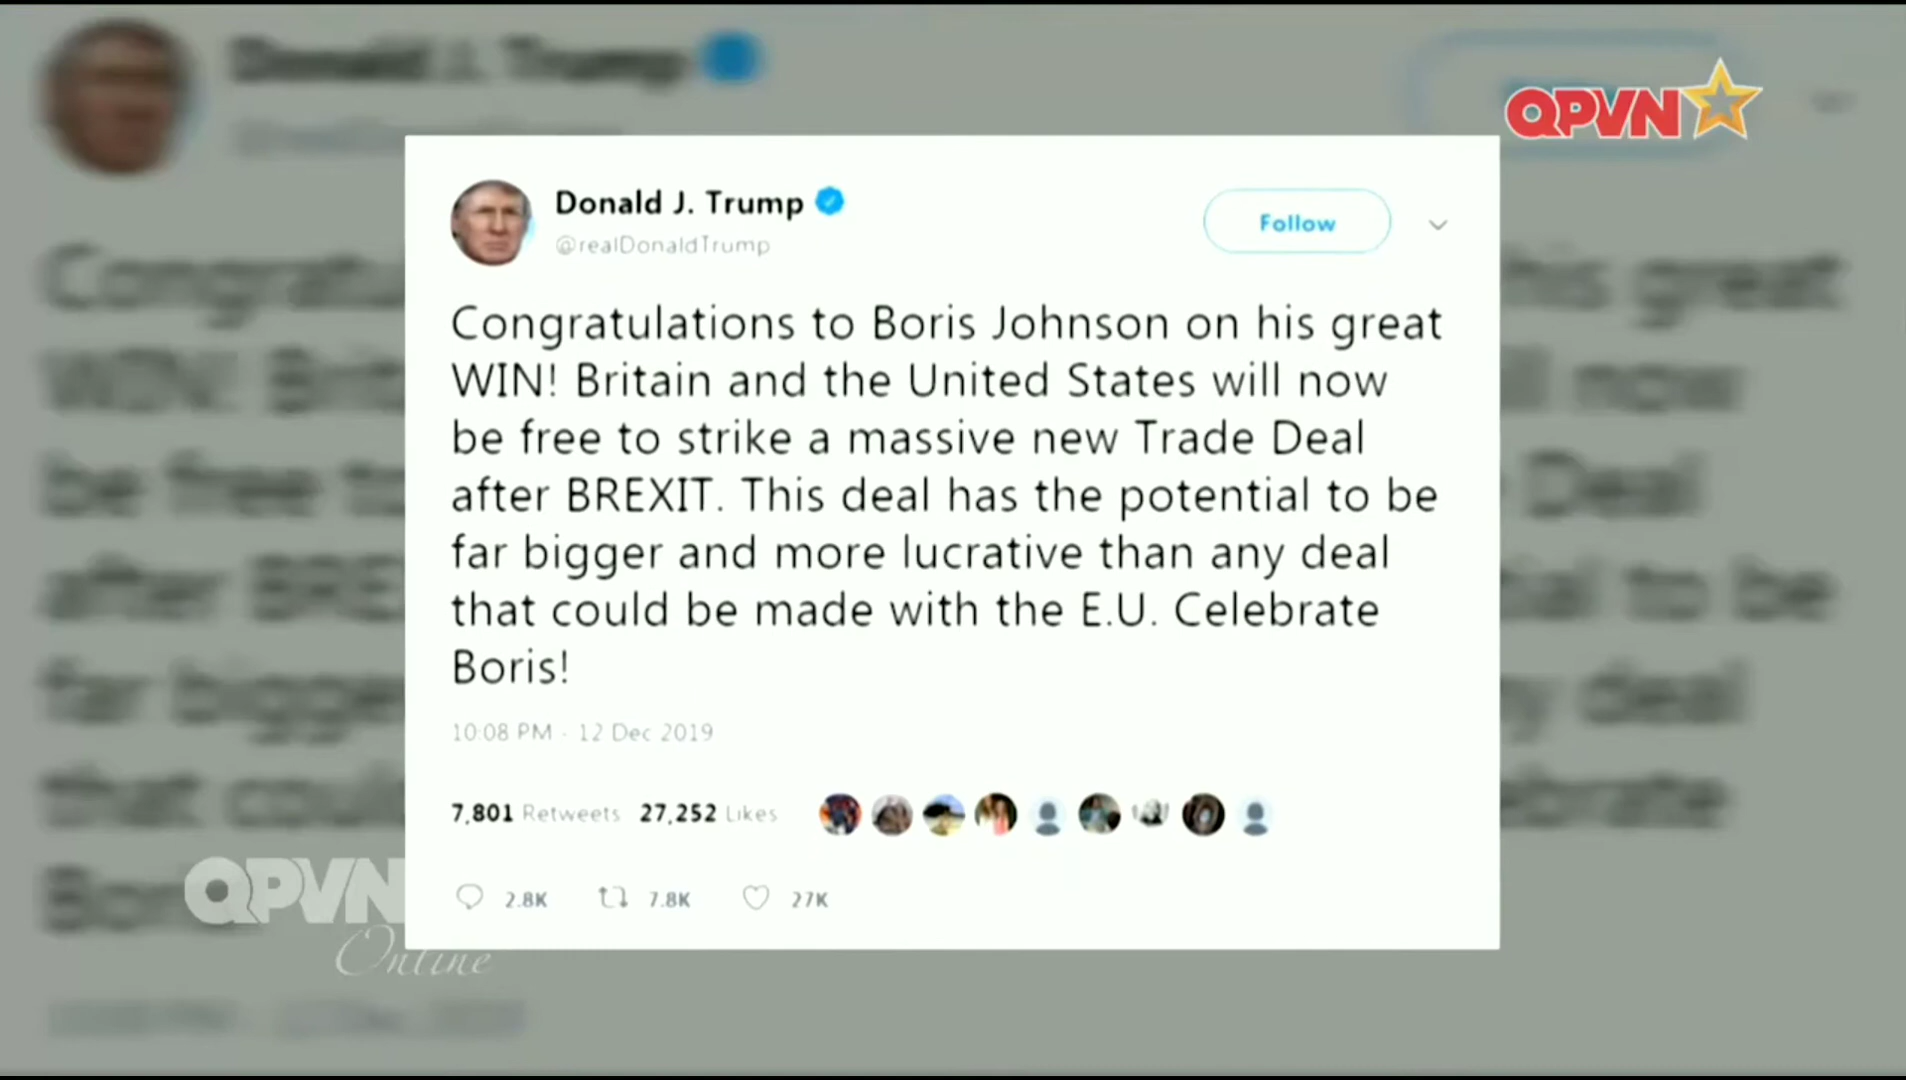 QPVN
Donald J. Trump
@realDonaldTrump
Follow
Congratulations to Boris Johnson on his great
WIN! Britain and the United States will now
be free to strike a massive new Trade Deal
after BREXIT. This deal has the potential to be
far bigger and more lucrative than any deal
that could be made with the E.U. Celebrate
Boris!
10:08 PM - 12 Dec 2019
7,801 Retweets 27,252 Likes
2.8K 7.8K 27K
QPVN
Online